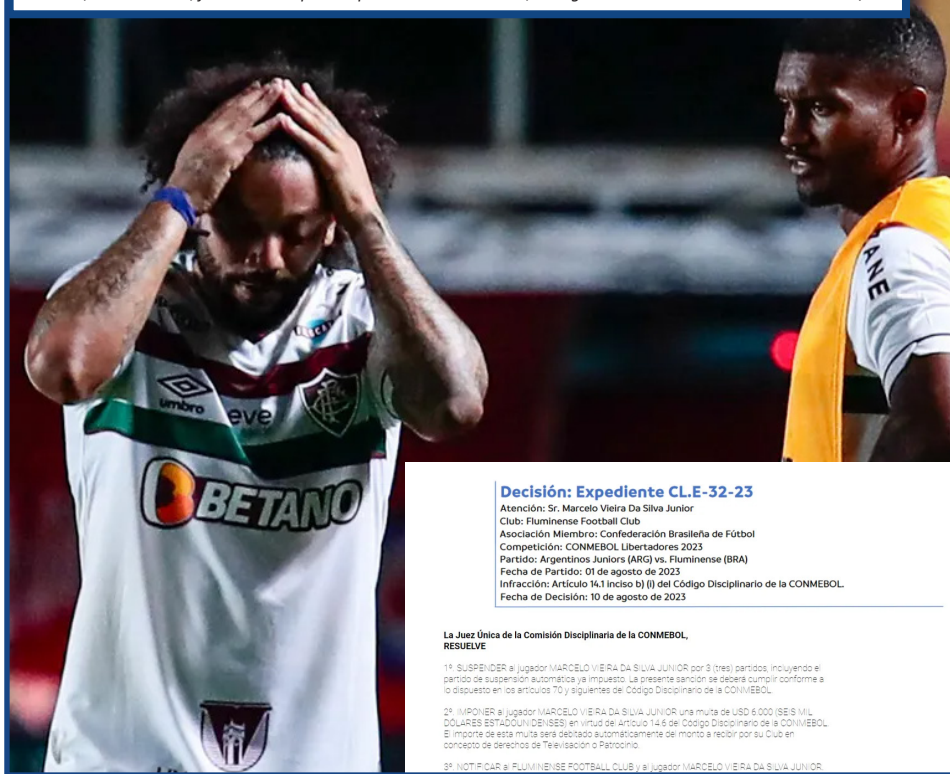 umbro
eve
BETANO
ANE
Decisión: Expediente CL.E-32-23
Atención: Sr. Marcelo Vieira Da Silva Junior
Club: Fluminense Football Club
Asociación Miembro: Confederación Brasileña de Fútbol
Competición: CONMEBOL Libertadores 2023
Partido: Argentinos Juniors (ARG) vs. Fluminense (BRA)
Fecha de Partido: 01 de agosto de 2023
Infracción: Artículo 14.1 inciso b) (i) del Código Disciplinario de la CONMEBOL.
Fecha de Decisión: 10 de agosto de 2023
La Juez Única de la Comisión Disciplinaria de la CONMEBOL,
RESUELVE
1º. SUSPENDER al jugador MARCELO VIEIRA DA SILVA JUNIOR por 3 (tres) partidos, incluyendo el
partido de suspensión automática ya impuesto. La presente sanción se deberá cumplir conforme a
lo dispuesto en los artículos 70 y siguientes del Código Disciplinario de la CONMEBOL.
2º. IMPONER al jugador MARCELO VIEIRA DA SILVA JUNIOR una multa de USD 6.000 (SEIS MIL
DÓLARES ESTADOUNIDENSES) en virtud del Artículo 14.6 del Código Disciplinario de la CONMEBOL.
El importe de esta multa será debitado automáticamente del monto a recibir por su Club en
concepto de derechos de Televisación o Patrocinio.
3º. NOTIFICAR al FLUMINENSE FOOTBALL CLUB y al jugador MARCELO VIEIRA DA SILVA JUNIOR.